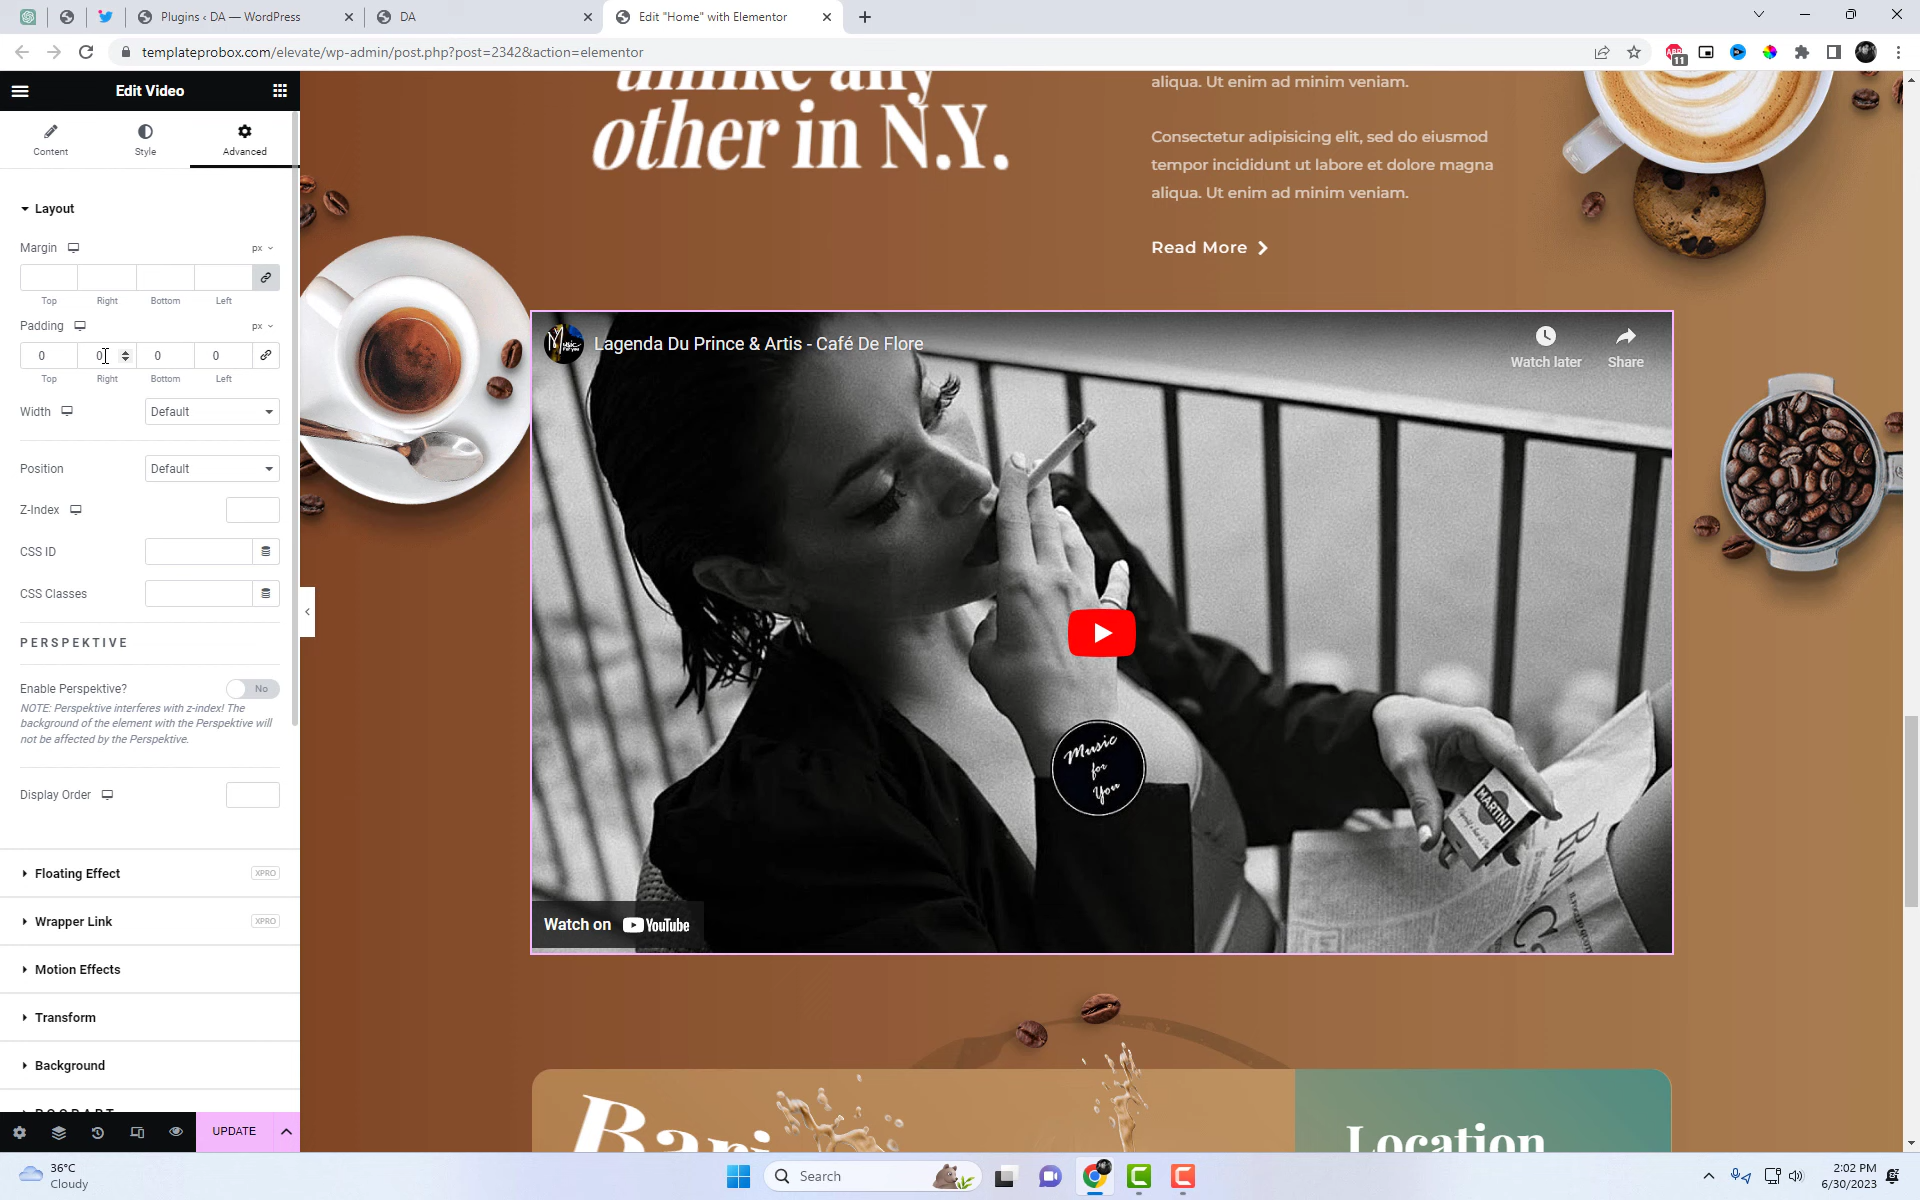 Plugins ‹ DA — WordPress
DA
Edit "Home" with Elementor
templateprobox.com/elevate/wp-admin/post.php?post=2342&action=elementor
11
Edit Video
Content
Style
Advanced
Layout
Margin
px
Top
Right
Bottom
Left
Padding
px
0
0
0
0
Top
Right
Bottom
Left
Width
Default
Position
Default
Z-Index
CSS ID
CSS Classes
PERSPEKTIVE
Enable Perspektive?
No
NOTE: Perspektive interferes with z-index! The
background of the element with the Perspektive will
not be affected by the Perspektive.
Display Order
Floating Effect
XPRO
Wrapper Link
XPRO
Motion Effects
Transform
Background
UPDATE
unlike any
other in N.Y.
aliqua. Ut enim ad minim veniam.
Consectetur adipisicing elit, sed do eiusmod
tempor incididunt ut labore et dolore magna
aliqua. Ut enim ad minim veniam.
Read More
Lagenda Du Prince & Artis - Café De Flore
Watch later
Share
Music
for
You
MARTINI
Watch on
YouTube
Location
36°C
Cloudy
Search
2:02 PM
6/30/2023